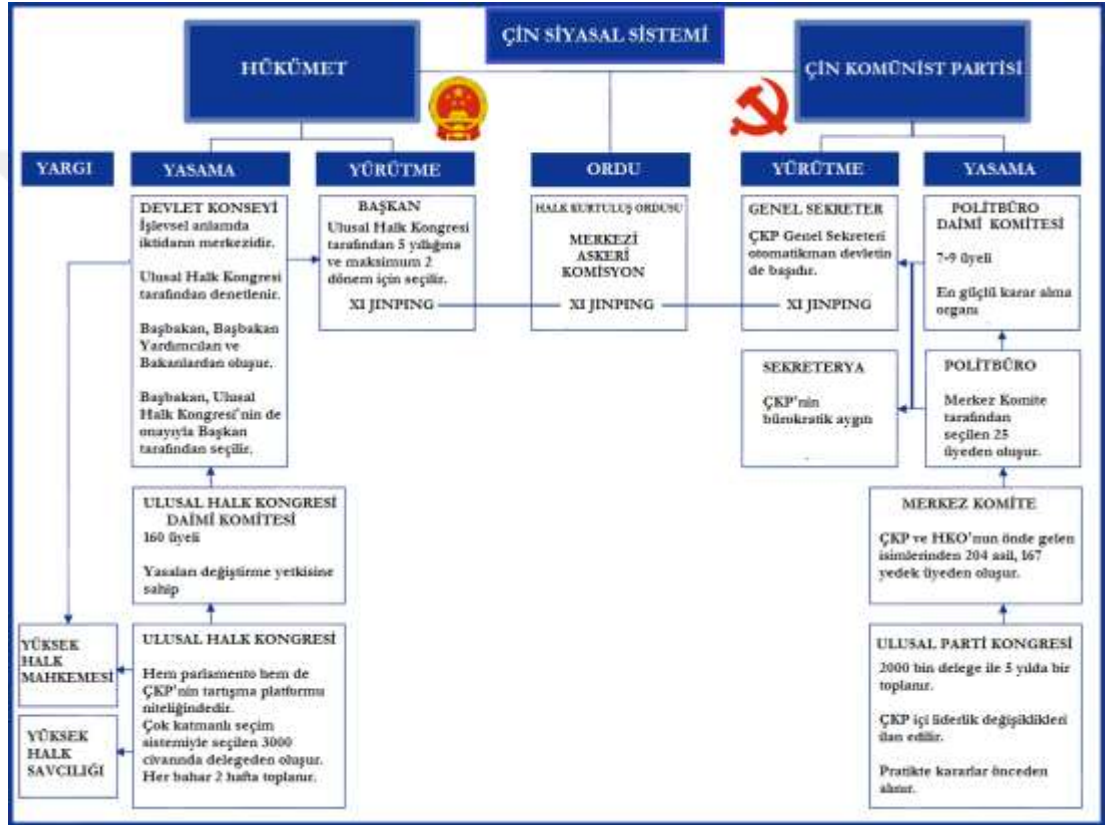 ÇİN SİYASAL SİSTEMİ
HÜKÜMET
ÇİN KOMÜNİST PARTİSİ
YARGI
YASAMA
YÜRÜTME
ORDU
YÜRÜTME
YASAMA
DEVLET KONSEYİ
İşlevsel anlamda
iktidarın merkezidir.
Ulusal Halk Kongresi
tarafından denetlenir.
Başbakan, Başbakan
Yardımcıları ve
Bakanlardan oluşur.
Başbakan, Ulusal
Halk Kongresi'nin de
onayıyla Başkan
tarafından seçilir.
BAŞKAN
Ulusal Halk Kongresi
tarafından 5 yıllığına
ve maksimum 2
dönem için seçilir.
XI JINPING
HALK KURTULUŞ ORDUSU
MERKEZİ
ASKERİ
KOMİSYON
XI JINPING
GENEL SEKRETER
ÇKP Genel Sekreteri
otomatikman devletin
de başıdır.
XI JINPING
POLİTBÜRO
DAİMİ KOMİTESİ
7-9 üyeli
En güçlü karar alma
organı
SEKRETERYA
ÇKP'nin
bürokratik aygıtı
POLİTBÜRO
Merkez Komite
tarafından
seçilen 25
üyeden oluşur.
ULUSAL HALK KONGRESİ
DAİMİ KOMİTESİ
160 üyeli
Yasaları değiştirme yetkisine
sahip
MERKEZ KOMİTE
ÇKP ve HKO'nun önde gelen
isimlerinden 204 asil, 167
yedek üyeden oluşur.
YÜKSEK
HALK
MAHKEMESİ
YÜKSEK
HALK
SAVCILIĞI
ULUSAL HALK KONGRESİ
Hem parlamento hem de
ÇKP'nin tartışma platformu
niteliğindedir.
Çok katmanlı seçim
sistemiyle seçilen 3000
civarında delegeden oluşur.
Her bahar 2 hafta toplanır.
ULUSAL PARTİ KONGRESİ
2000 bin delege ile 5 yılda bir
toplanır.
ÇKP içi liderlik değişiklikleri
ilan edilir.
Pratikte kararlar önceden
alınır.